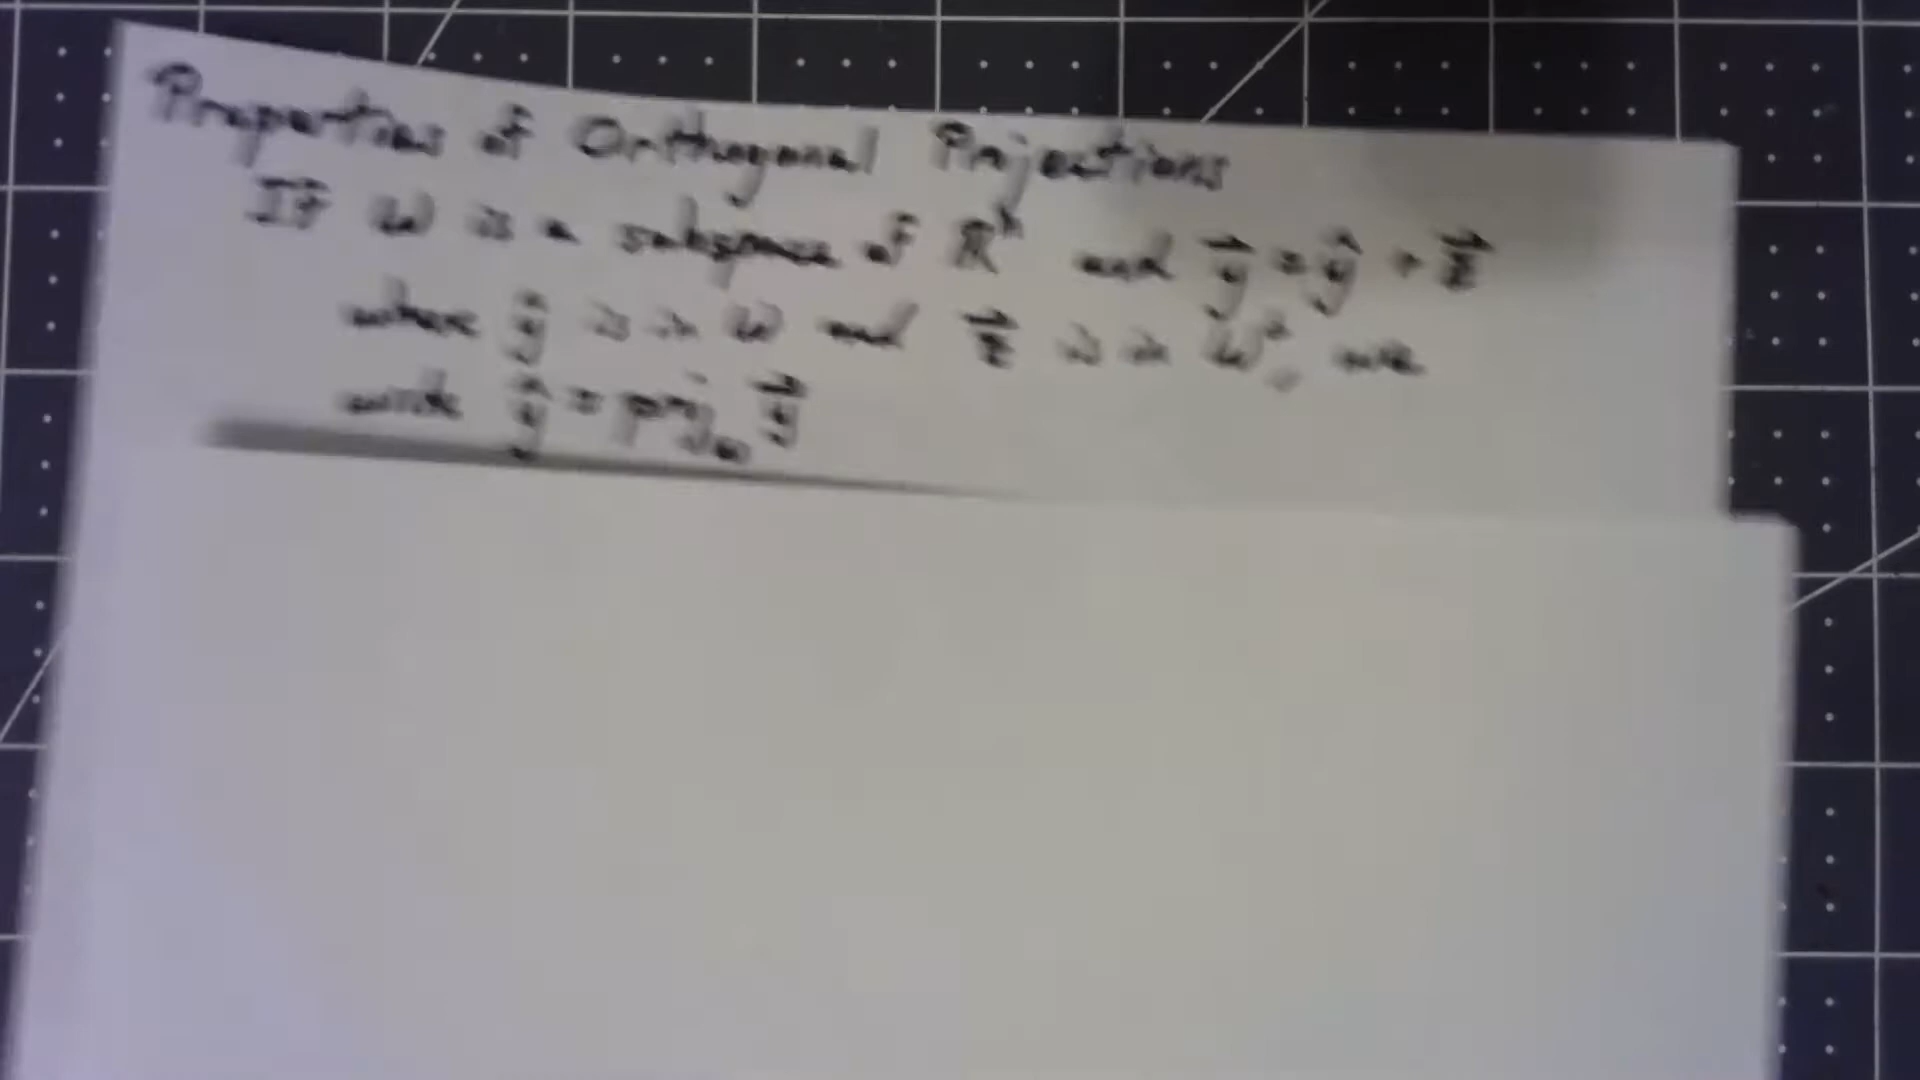 Properties of Orthogonal Projections
If W is a subspace of ℝⁿ and y⃗ = ŷ + z⃗
where ŷ is in W and z⃗ is in W⊥, we
write ŷ = proj_W y⃗